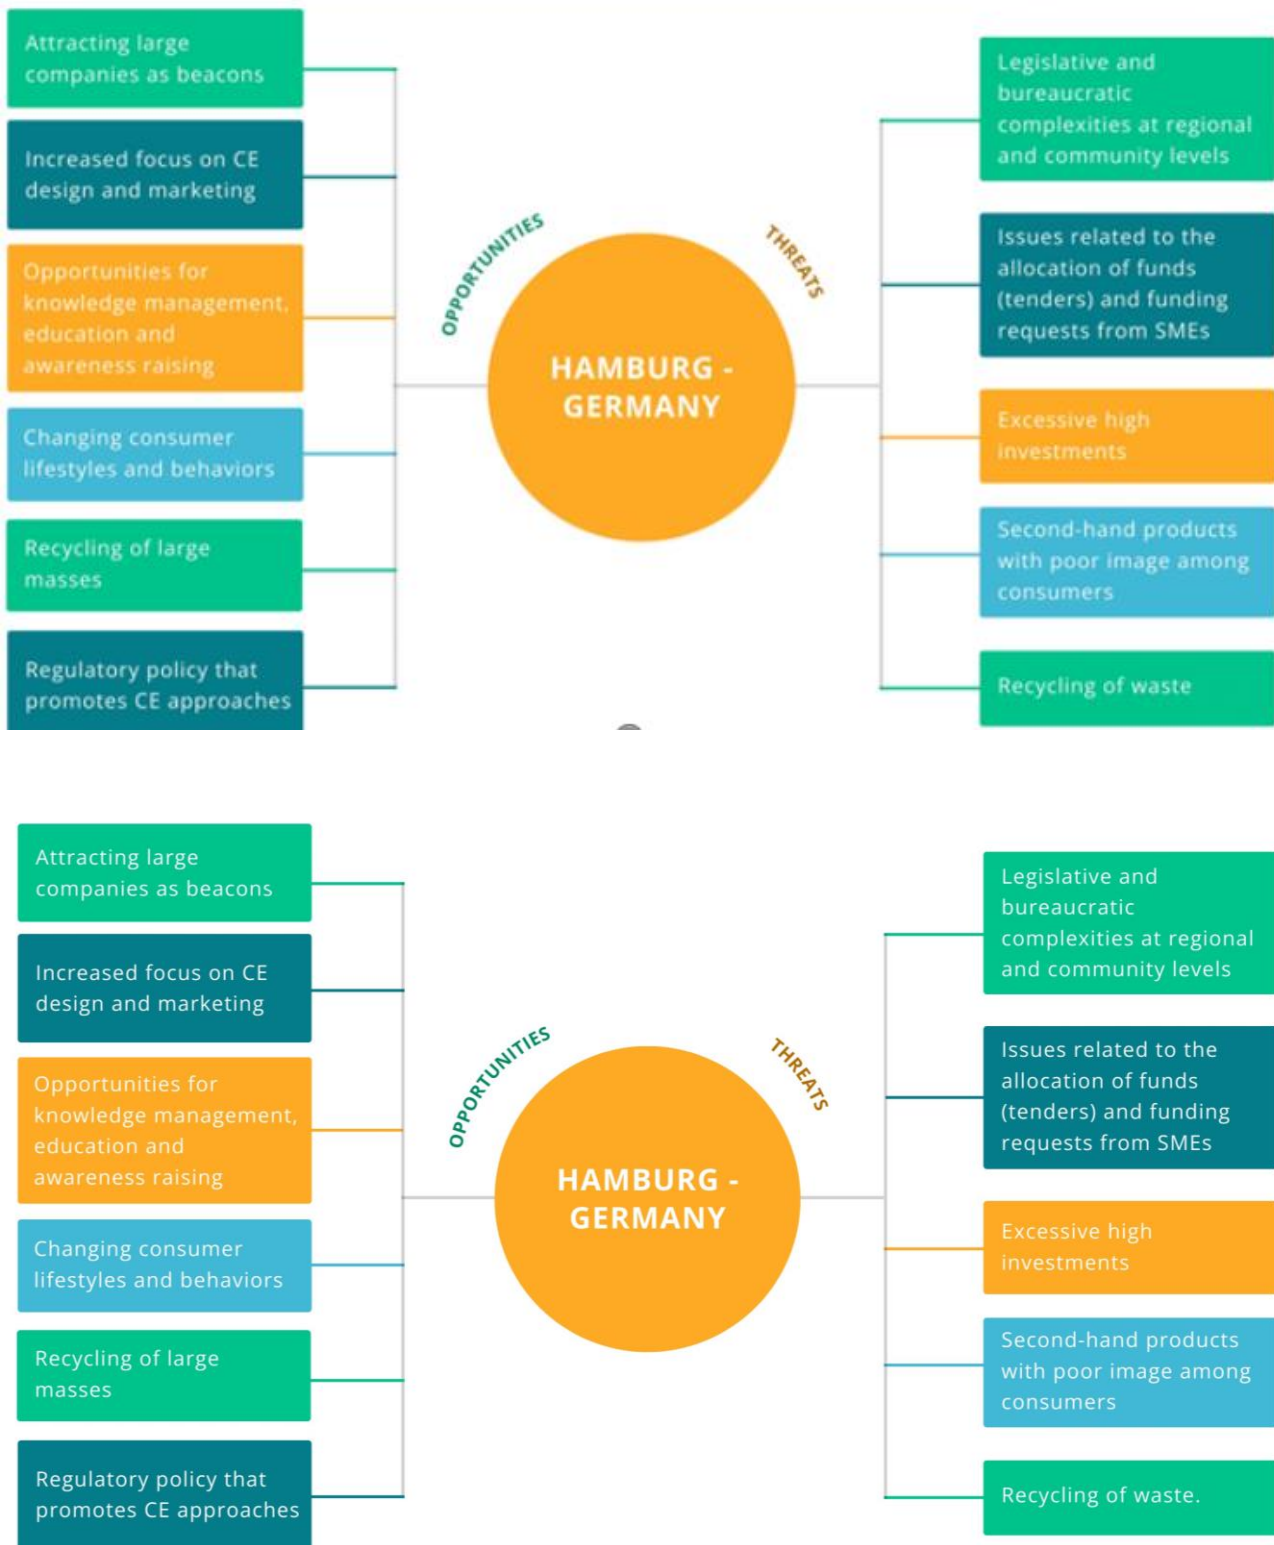 Attracting large
companies as beacons
Increased focus on CE
design and marketing
Opportunities for
knowledge management,
education and
awareness raising
Changing consumer
lifestyles and behaviors
Recycling of large
masses
Regulatory policy that
promotes CE approaches
OPPORTUNITIES
HAMBURG -
GERMANY
THREATS
Legislative and
bureaucratic
complexities at regional
and community levels
Issues related to the
allocation of funds
(tenders) and funding
requests from SMEs
Excessive high
investments
Second-hand products
with poor image among
consumers
Recycling of waste
Attracting large
companies as beacons
Increased focus on CE
design and marketing
Opportunities for
knowledge management,
education and
awareness raising
Changing consumer
lifestyles and behaviors
Recycling of large
masses
Regulatory policy that
promotes CE approaches
OPPORTUNITIES
HAMBURG -
GERMANY
THREATS
Legislative and
bureaucratic
complexities at regional
and community levels
Issues related to the
allocation of funds
(tenders) and funding
requests from SMEs
Excessive high
investments
Second-hand products
with poor image among
consumers
Recycling of waste.